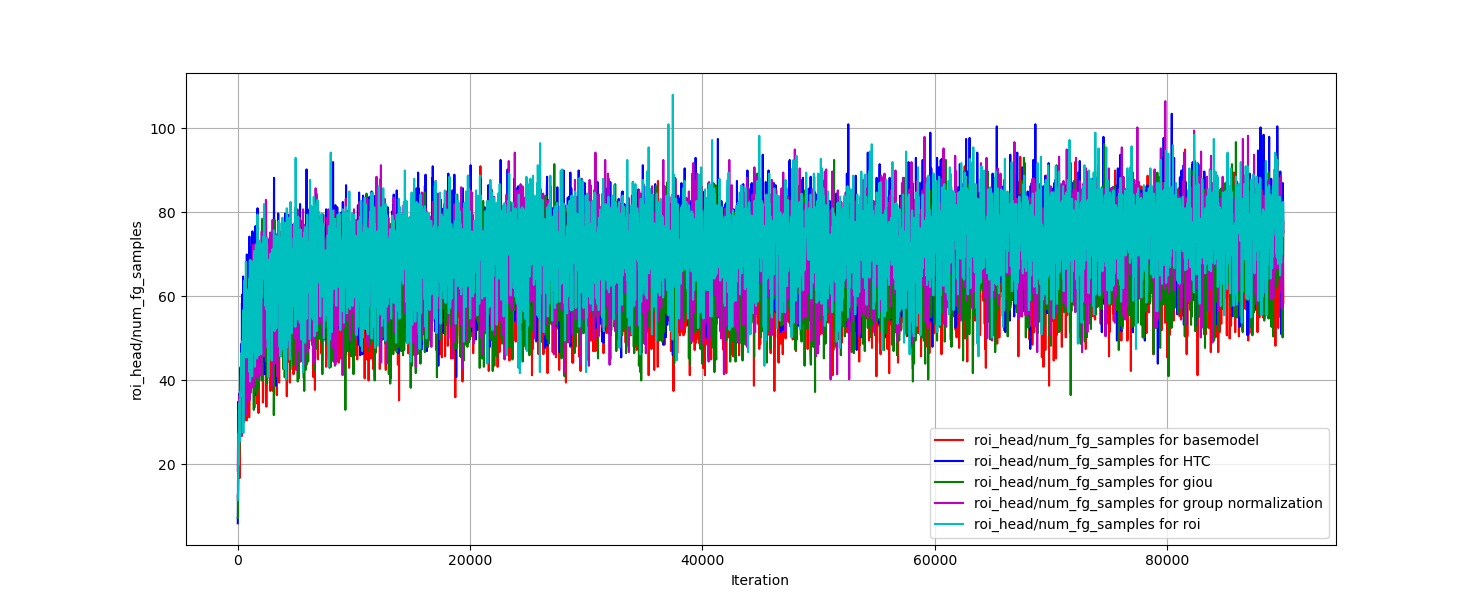 100
80
60
40
20
roi_head/num_fg_samples
0
20000
40000
60000
80000
Iteration
roi_head/num_fg_samples for basemodel
roi_head/num_fg_samples for HTC
roi_head/num_fg_samples for giou
roi_head/num_fg_samples for group normalization
roi_head/num_fg_samples for roi